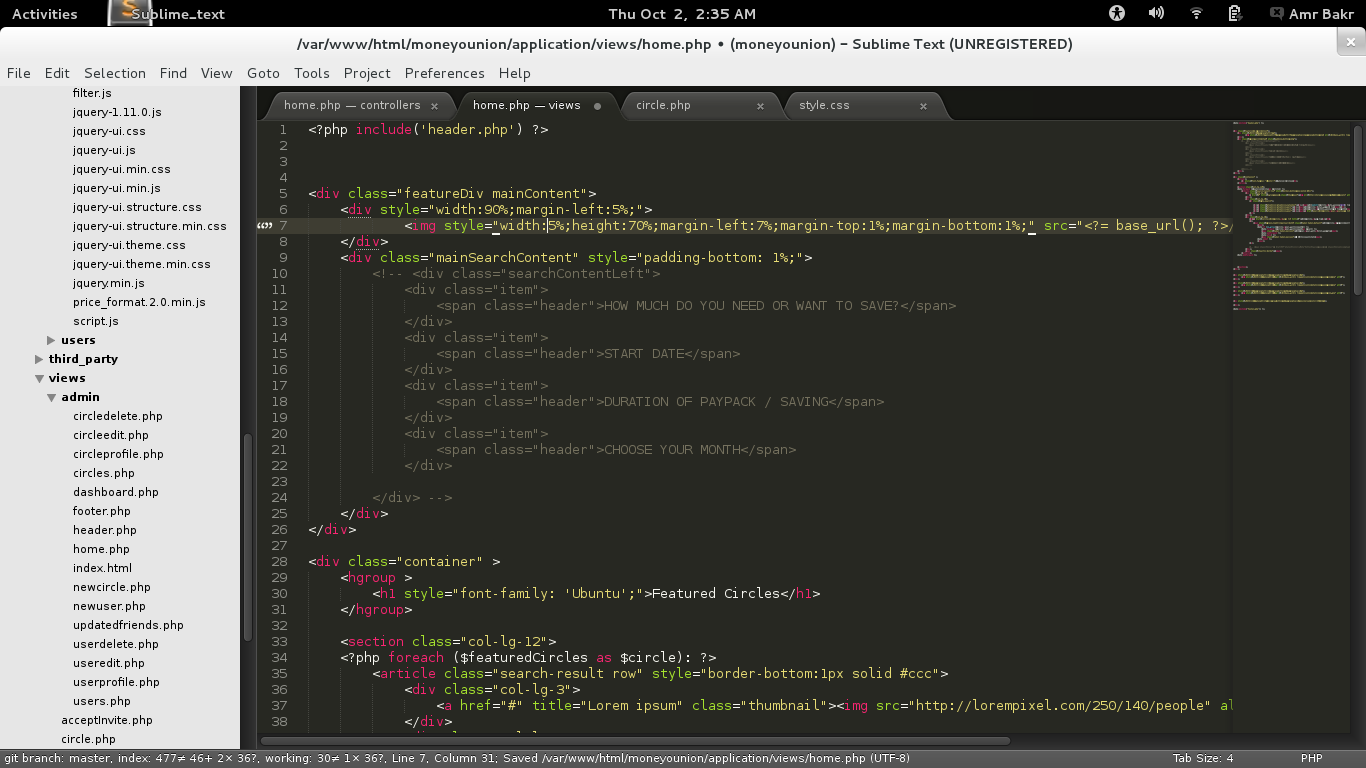 Activities Sublime_text Thu Oct 2, 2:35 AM Amr Bakr
/var/www/html/moneyounion/application/views/home.php • (moneyounion) – Sublime Text (UNREGISTERED)
File Edit Selection Find View Goto Tools Project Preferences Help
filter.js
jquery-1.11.0.js
jquery-ui.css
jquery-ui.js
jquery-ui.min.css
jquery-ui.min.js
jquery-ui.structure.css
jquery-ui.structure.min.css
jquery-ui.theme.css
jquery-ui.theme.min.css
jquery.min.js
price_format.2.0.min.js
script.js
users
third_party
views
admin
circledelete.php
circleedit.php
circleprofile.php
circles.php
dashboard.php
footer.php
header.php
home.php
index.html
newcircle.php
newuser.php
updatedfriends.php
userdelete.php
useredit.php
userprofile.php
users.php
acceptInvite.php
circle.php
home.php — controllers × home.php — views circle.php × style.css ×
1 <?php include('header.php') ?>
2
3
4
5 <div class="featureDiv mainContent">
6 <div style="width:90%;margin-left:5%;">
7 <img style="width:5%;height:70%;margin-left:7%;margin-top:1%;margin-bottom:1%;" src="<?= base_url(); ?>/
8 </div>
9 <div class="mainSearchContent" style="padding-bottom: 1%;">
10 <!-- <div class="searchContentLeft">
11 <div class="item">
12 <span class="header">HOW MUCH DO YOU NEED OR WANT TO SAVE?</span>
13 </div>
14 <div class="item">
15 <span class="header">START DATE</span>
16 </div>
17 <div class="item">
18 <span class="header">DURATION OF PAYPACK / SAVING</span>
19 </div>
20 <div class="item">
21 <span class="header">CHOOSE YOUR MONTH</span>
22 </div>
23
24 </div> -->
25 </div>
26 </div>
27
28 <div class="container" >
29 <hgroup >
30 <h1 style="font-family: 'Ubuntu';">Featured Circles</h1>
31 </hgroup>
32
33 <section class="col-lg-12">
34 <?php foreach ($featuredCircles as $circle): ?>
35 <article class="search-result row" style="border-bottom:1px solid #ccc">
36 <div class="col-lg-3">
37 <a href="#" title="Lorem ipsum" class="thumbnail"><img src="http://lorempixel.com/250/140/people" al
38 </div>
git branch: master, index: 477≠ 46+ 2× 36?, working: 30≠ 1× 36?, Line 7, Column 31; Saved /var/www/html/moneyounion/application/views/home.php (UTF-8) Tab Size: 4 PHP